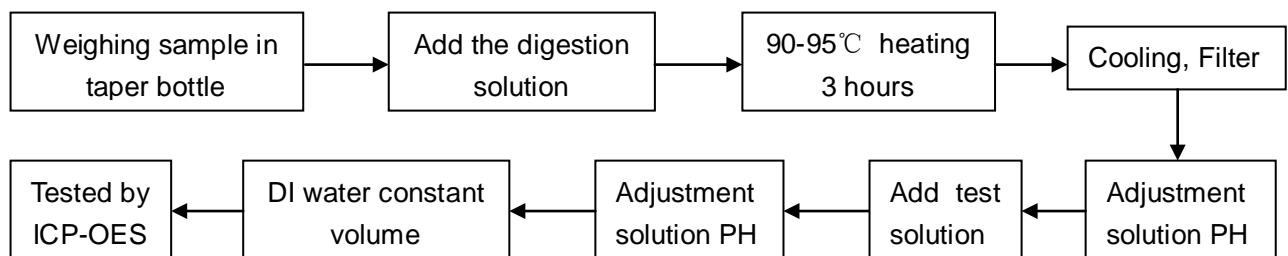 Weighing sample in
taper bottle
Add the digestion
solution
90-95℃ heating
3 hours
Cooling, Filter
Adjustment
solution PH
Add test
solution
Adjustment
solution PH
DI water constant
volume
Tested by
ICP-OES